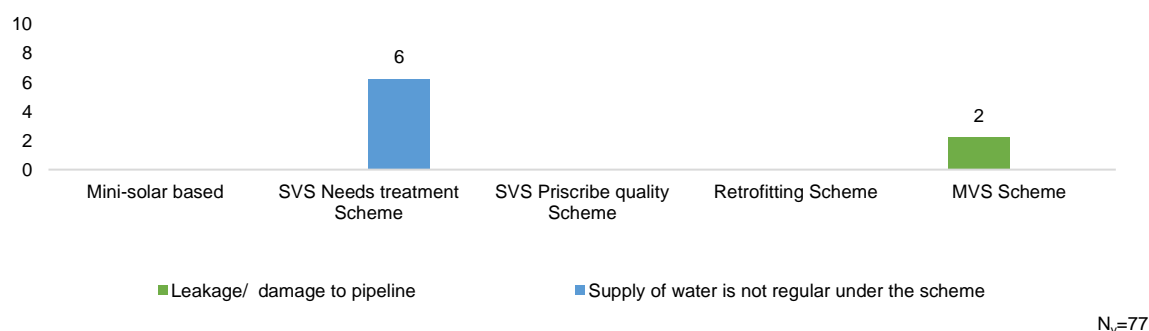 10
8
6
4
2
0
6
2
Mini-solar based
SVS Needs treatment
Scheme
SVS Priscribe quality
Scheme
Retrofitting Scheme
MVS Scheme
Leakage/ damage to pipeline
Supply of water is not regular under the scheme
Nv=77